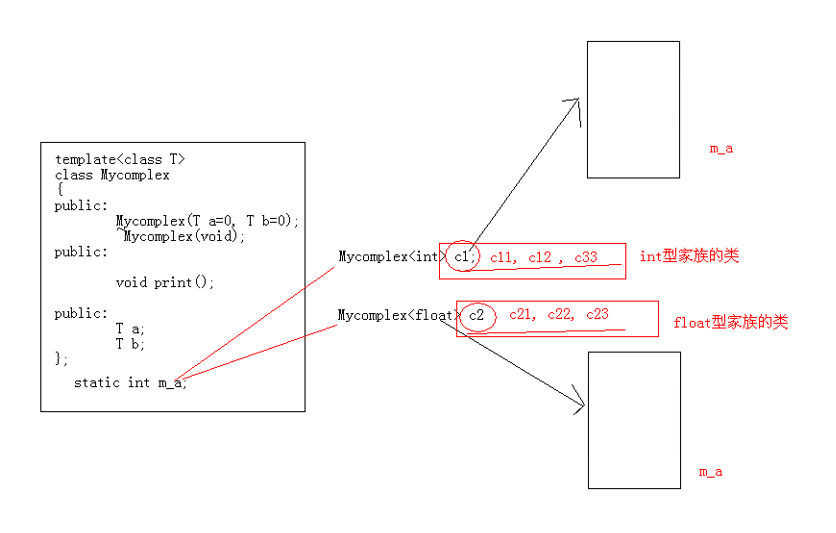 template<class T>
class Mycomplex
{
public:
Mycomplex(T a=0, T b=0);
~Mycomplex(void);
public:
void print();
public:
T a;
T b;
};
static int m_a;
m_a
Mycomplex<int> c1; c11, c12 , c33
int型家族的类
Mycomplex<float> c2 c21, c22, c23
float型家族的类
m_a